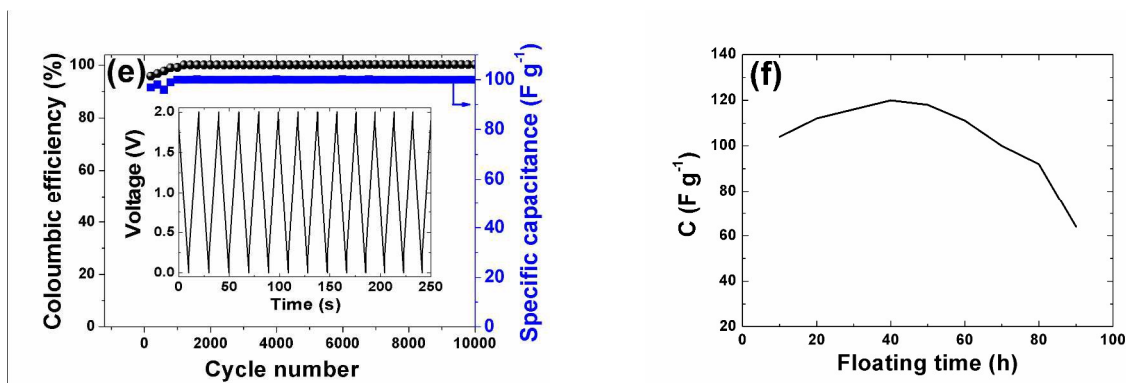 (e)
Coloumbic efficiency (%)
100
80
60
40
20
0
2.0
1.5
1.0
0.5
0.0
Voltage (V)
0 50 100 150 200 250
Time (s)
0 2000 4000 6000 8000 10000
Cycle number
100
80
60
40
20
0
Specific capacitance (F g-1)
(f)
C (F g-1)
140
120
100
80
60
40
20
0 20 40 60 80 100
Floating time (h)